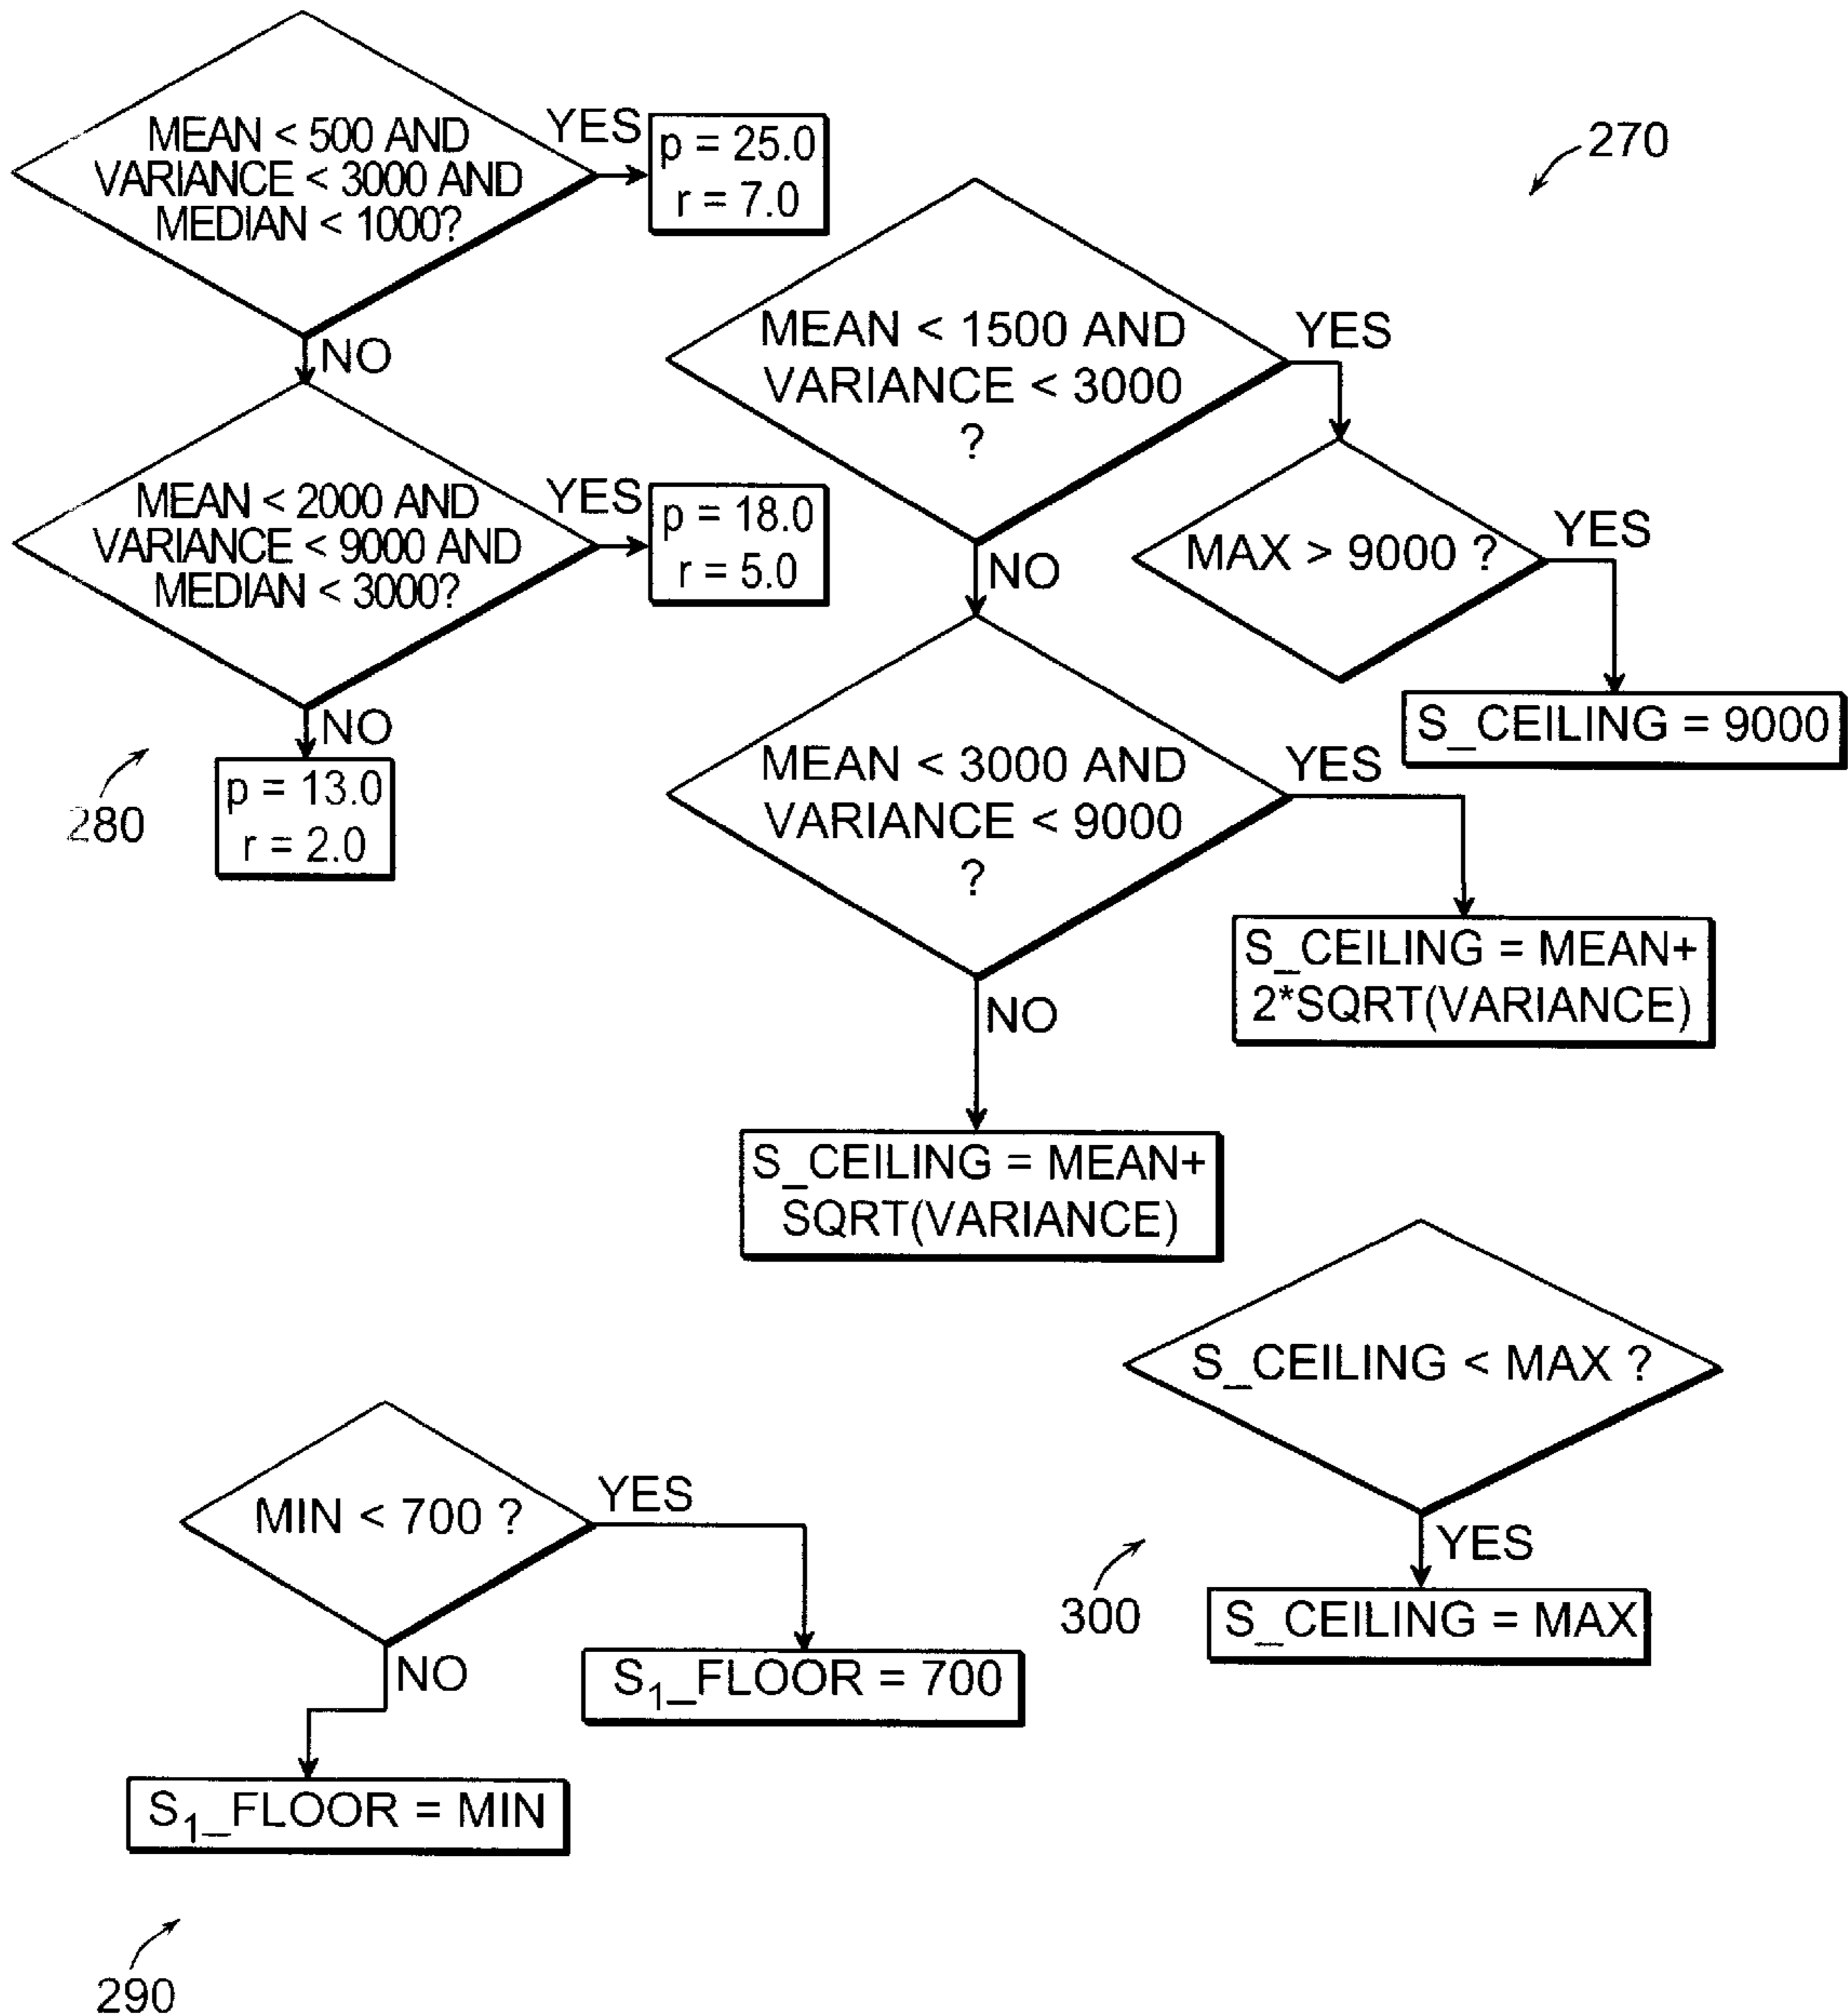 MEAN < 500 AND
VARIANCE < 3000 AND
MEDIAN < 1000?
YES
p = 25.0
r = 7.0
NO
MEAN < 2000 AND
VARIANCE < 9000 AND
MEDIAN < 3000?
YES
p = 18.0
r = 5.0
NO
p = 13.0
r = 2.0
280
270
MEAN < 1500 AND
VARIANCE < 3000
?
YES
MAX > 9000 ?
YES
S_CEILING = 9000
NO
MEAN < 3000 AND
VARIANCE < 9000
?
YES
S_CEILING = MEAN+
2*SQRT(VARIANCE)
NO
S_CEILING = MEAN+
SQRT(VARIANCE)
S_CEILING < MAX ?
YES
S_CEILING = MAX
300
MIN < 700 ?
YES
S₁_FLOOR = 700
NO
S₁_FLOOR = MIN
290